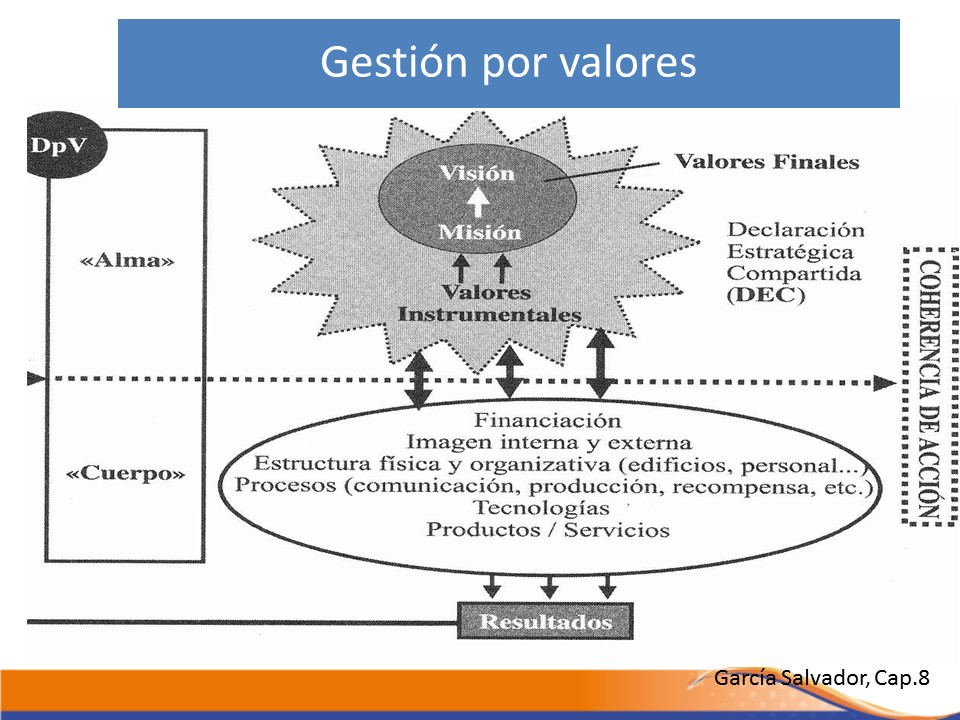 Gestión por valores
DpV
Visión
Misión
Valores Finales
«Alma»
Declaración
Estratégica
Compartida
(DEC)
Valores
Instrumentales
COHERENCIA DE ACCIÓN
«Cuerpo»
Financiación
Imagen interna y externa
Estructura física y organizativa (edificios, personal...)
Procesos (comunicación, producción, recompensa, etc.)
Tecnologías
Productos / Servicios
Resultados
García Salvador, Cap.8